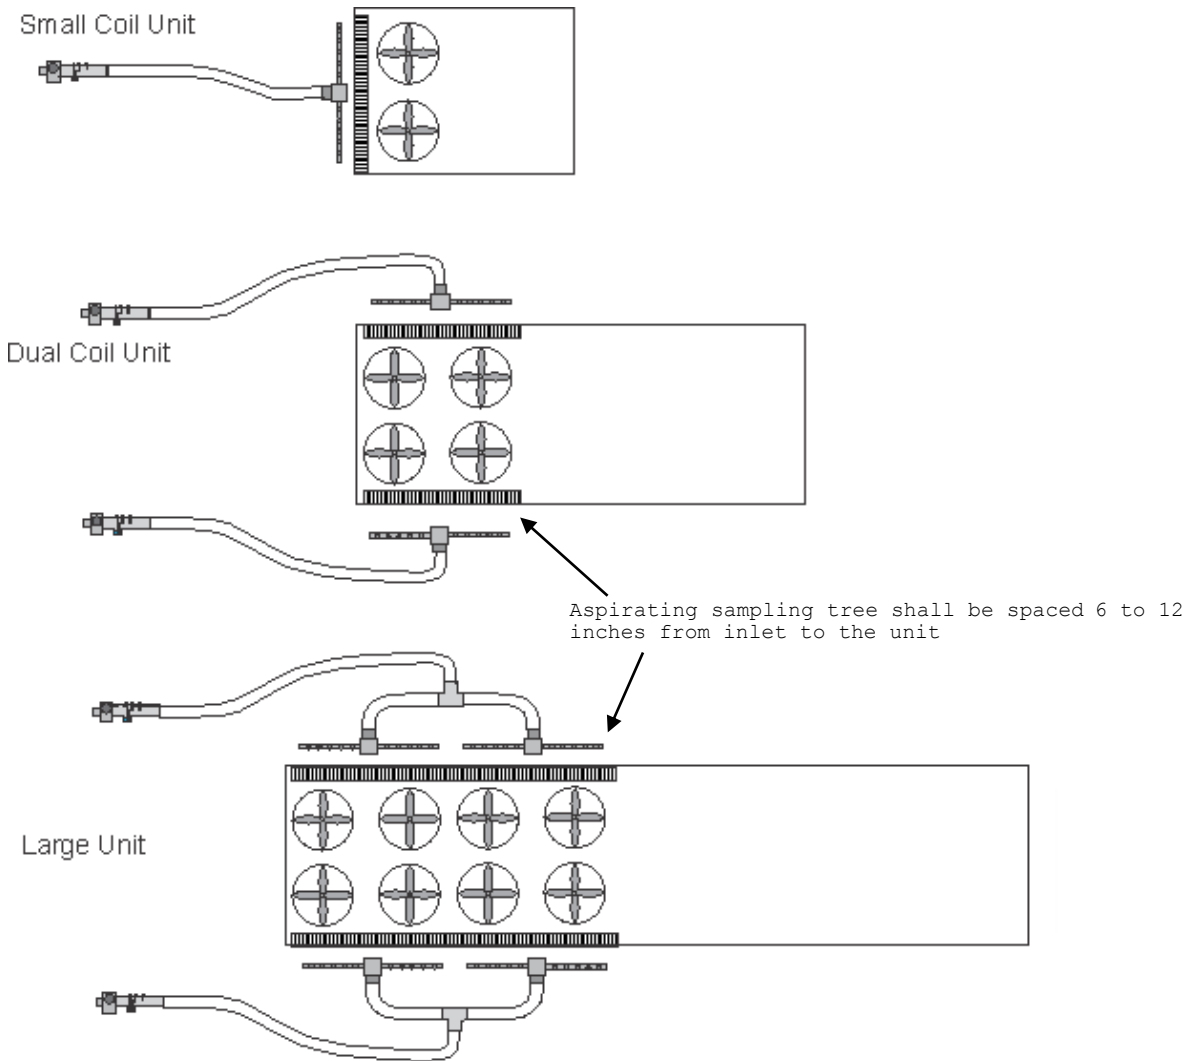 Small Coil Unit
Dual Coil Unit
Aspirating sampling tree shall be spaced 6 to 12
inches from inlet to the unit
Large Unit